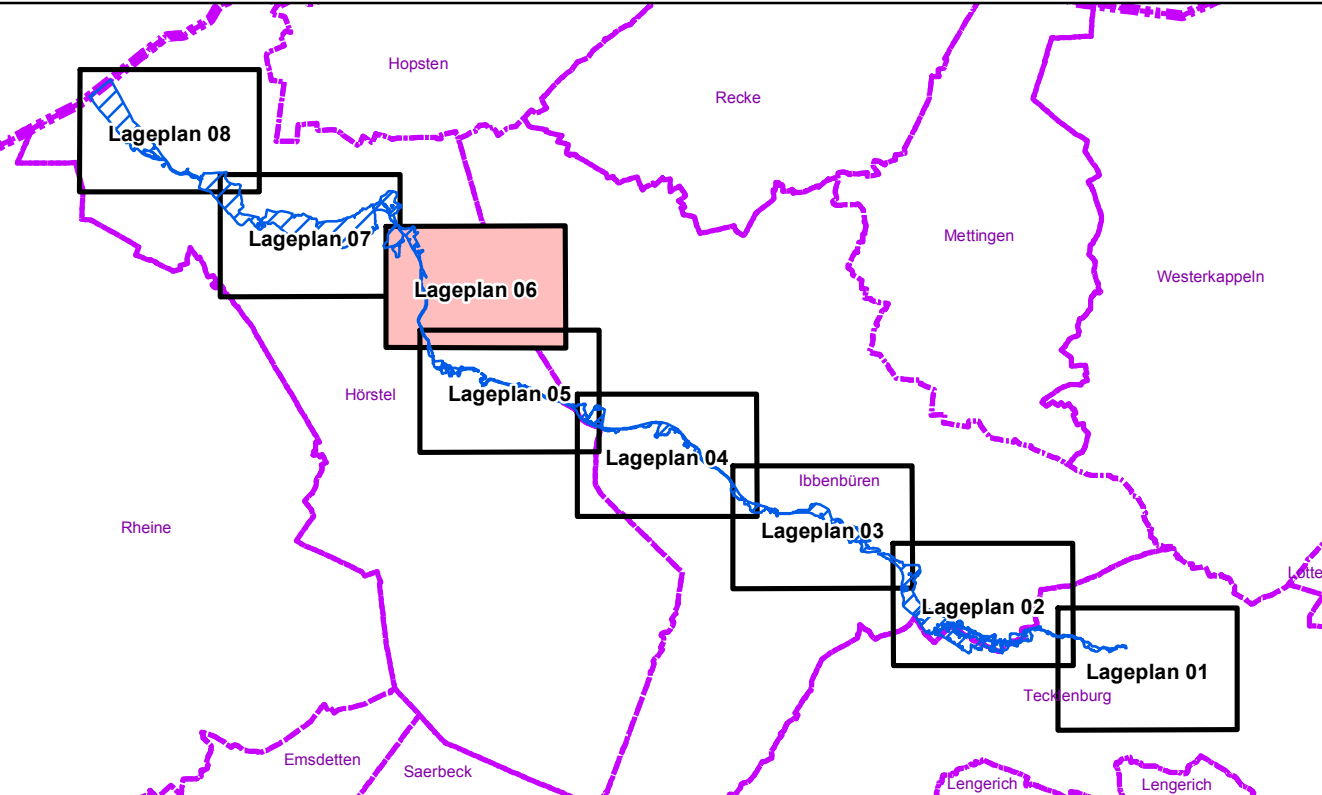 Hopsten
Recke
Lageplan 08
Mettingen
Lageplan 07
Westerkappeln
Lageplan 06
Hörstel
Lageplan 05
Lageplan 04
Ibbenbüren
Rheine
Lageplan 03
Lotte
Lageplan 02
Lageplan 01
Tecklenburg
Emsdetten
Saerbeck
Lengerich
Lengerich